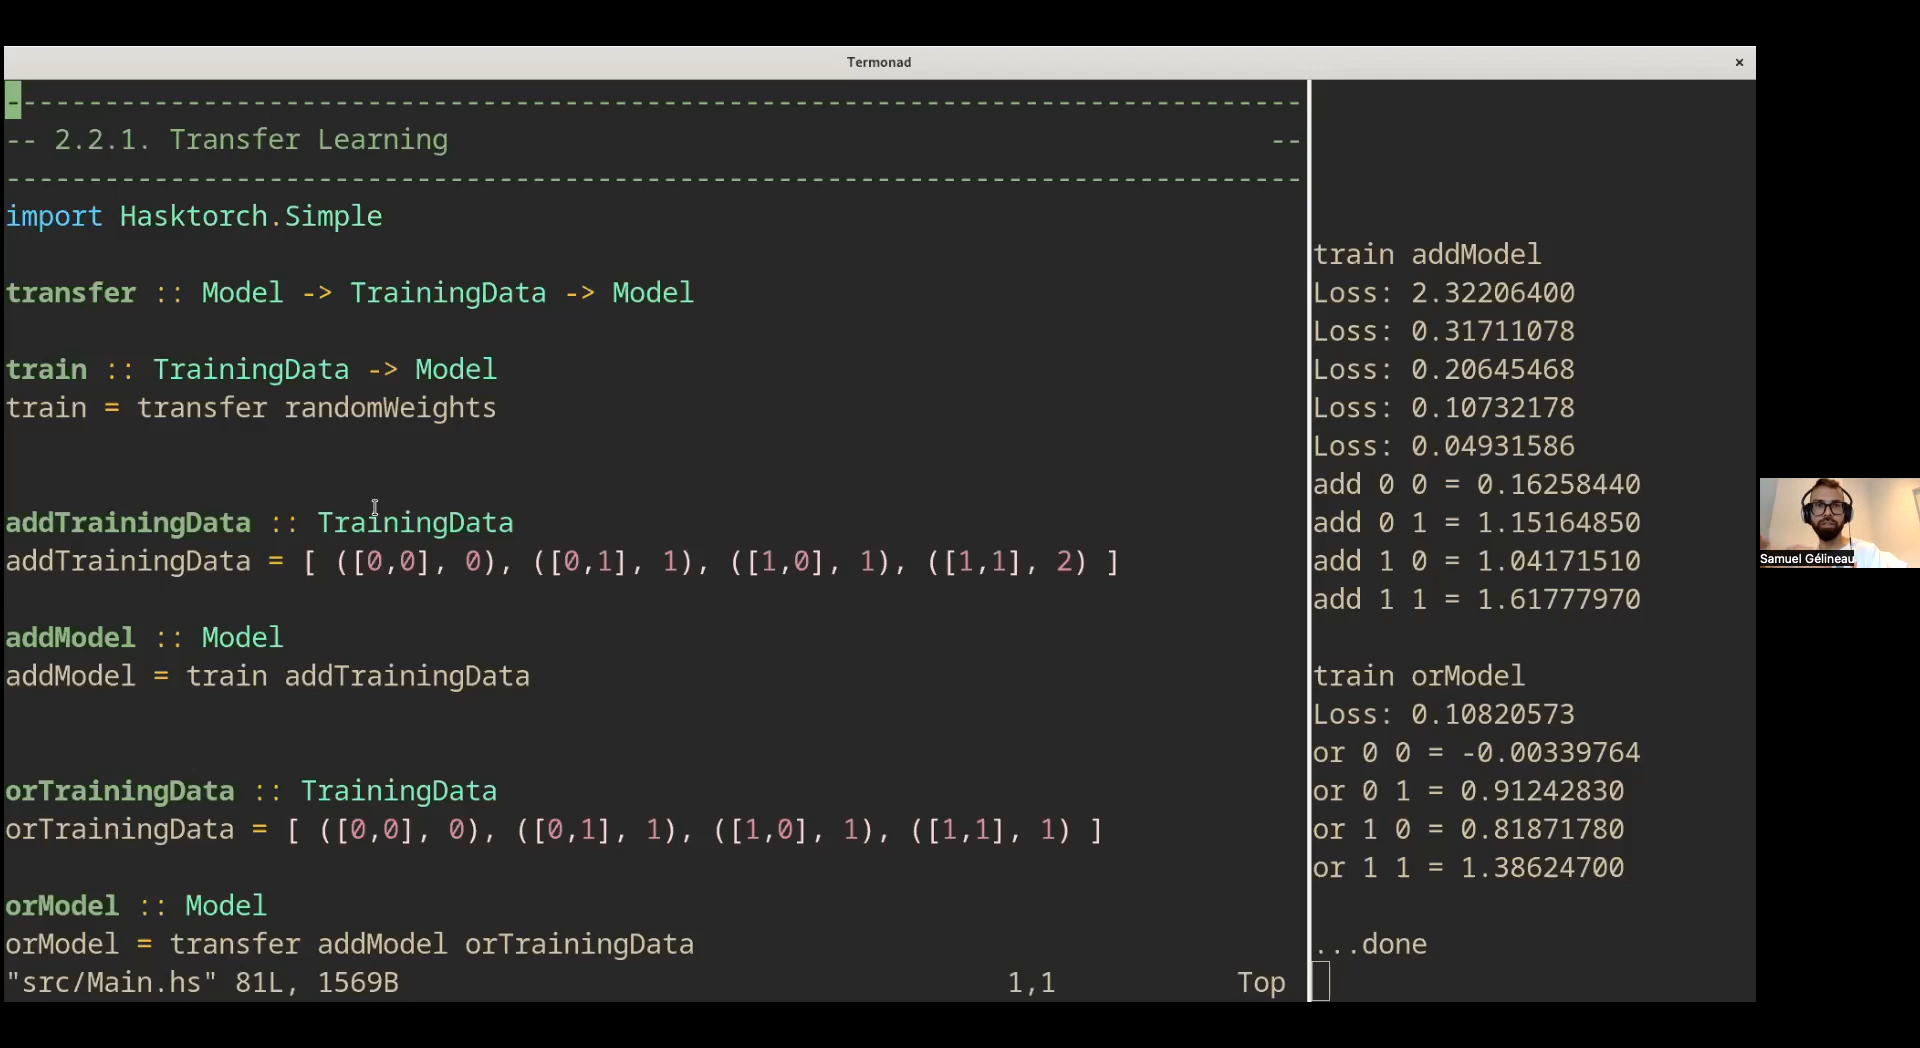 Termonad ×
--------------------------------------------------------------------------------
-- 2.2.1. Transfer Learning --
--------------------------------------------------------------------------------
import Hasktorch.Simple
transfer :: Model -> TrainingData -> Model
train :: TrainingData -> Model
train = transfer randomWeights
addTrainingData :: TrainingData
addTrainingData = [ ([0,0], 0), ([0,1], 1), ([1,0], 1), ([1,1], 2) ]
addModel :: Model
addModel = train addTrainingData
orTrainingData :: TrainingData
orTrainingData = [ ([0,0], 0), ([0,1], 1), ([1,0], 1), ([1,1], 1) ]
orModel :: Model
orModel = transfer addModel orTrainingData
"src/Main.hs" 81L, 1569B 1,1 Top
train addModel
Loss: 2.32206400
Loss: 0.31711078
Loss: 0.20645468
Loss: 0.10732178
Loss: 0.04931586
add 0 0 = 0.16258440
add 0 1 = 1.15164850
add 1 0 = 1.04171510
add 1 1 = 1.61777970
train orModel
Loss: 0.10820573
or 0 0 = -0.00339764
or 0 1 = 0.91242830
or 1 0 = 0.81871780
or 1 1 = 1.38624700
...done
Samuel Gélineau